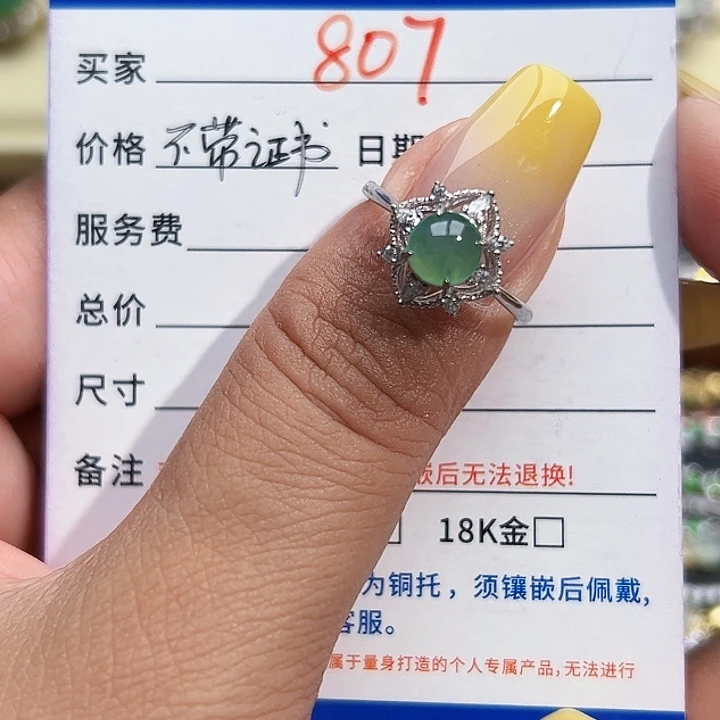 807
买家
价格 不带证书 日期
服务费
总价
尺寸
备注 嵌后无法退换!
18K金□
为铜托，须镶嵌后佩戴,
客服。
属于量身打造的个人专属产品,无法进行